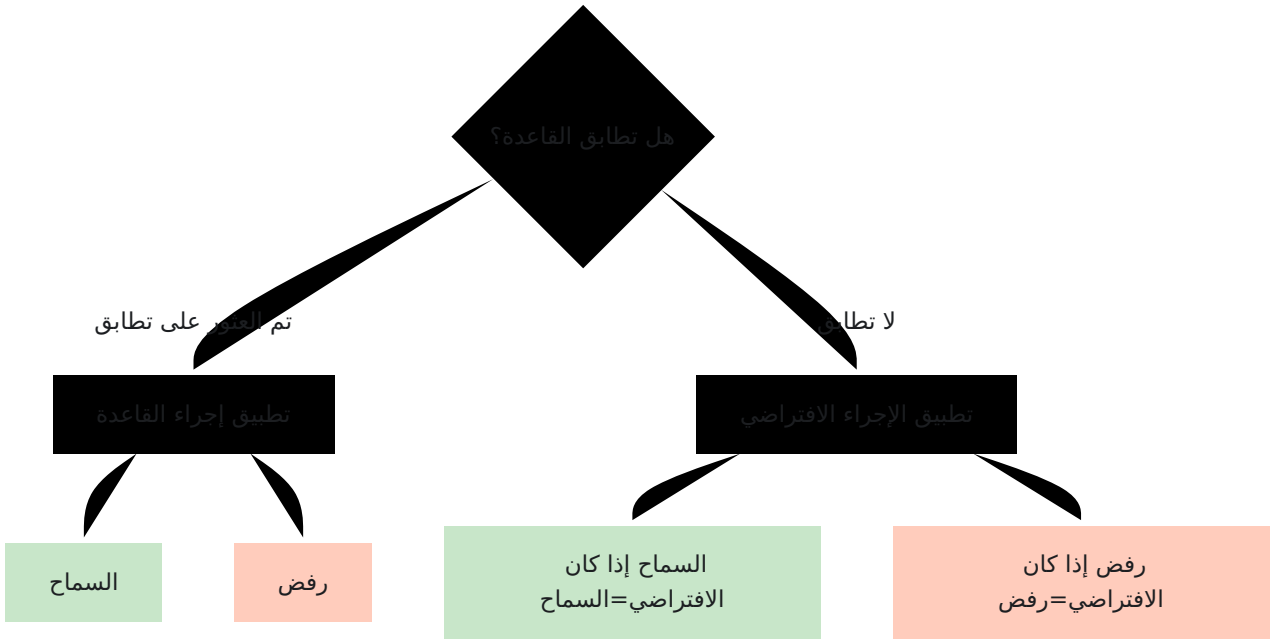 هل تطابق القاعدة؟
تم العثور على تطابق
لا تطابق
تطبيق إجراء القاعدة
تطبيق الإجراء الافتراضي
السماح
رفض
السماح إذا كان
الافتراضي=السماح
رفض إذا كان
الافتراضي=رفض